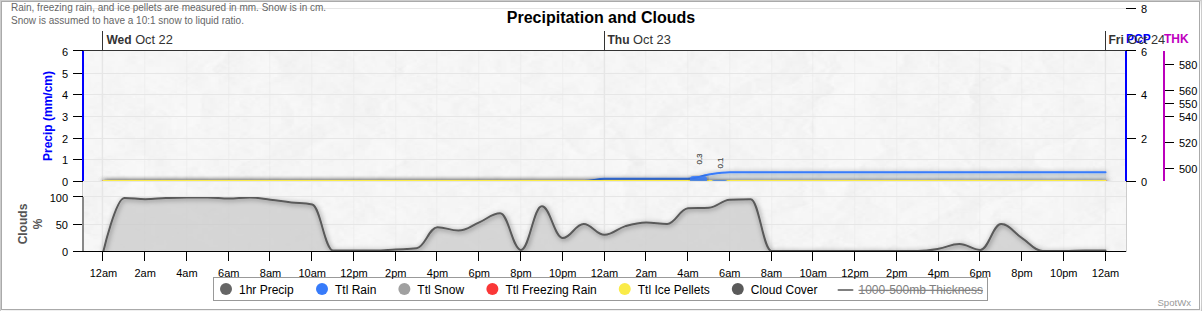 Rain, freezing rain, and ice pellets are measured in mm. Snow is in cm.
Snow is assumed to have a 10:1 snow to liquid ratio.
Precipitation and Clouds
8
Wed Oct 22
Thu Oct 23
Fri Oct 24
PCP
THK
6
5
4
3
2
1
0
Precip (mm/cm)
0.3
0.1
6
4
2
0
580
560
550
540
520
500
100
50
0
Clouds
%
12am 2am 4am 6am 8am 10am 12pm 2pm 4pm 6pm 8pm 10pm 12am 2am 4am 6am 8am 10am 12pm 2pm 4pm 6pm 8pm 10pm 12am
1hr Precip Ttl Rain Ttl Snow Ttl Freezing Rain Ttl Ice Pellets Cloud Cover 1000-500mb Thickness
SpotWx